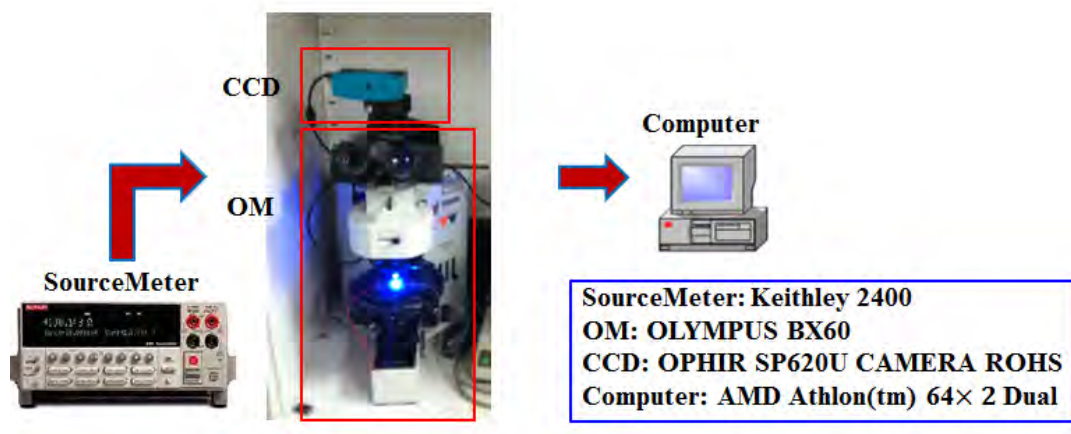 CCD
Computer
OM
SourceMeter
SourceMeter: Keithley 2400
OM: OLYMPUS BX60
CCD: OPHIR SP620U CAMERA ROHS
Computer: AMD Athlon(tm) 64× 2 Dual